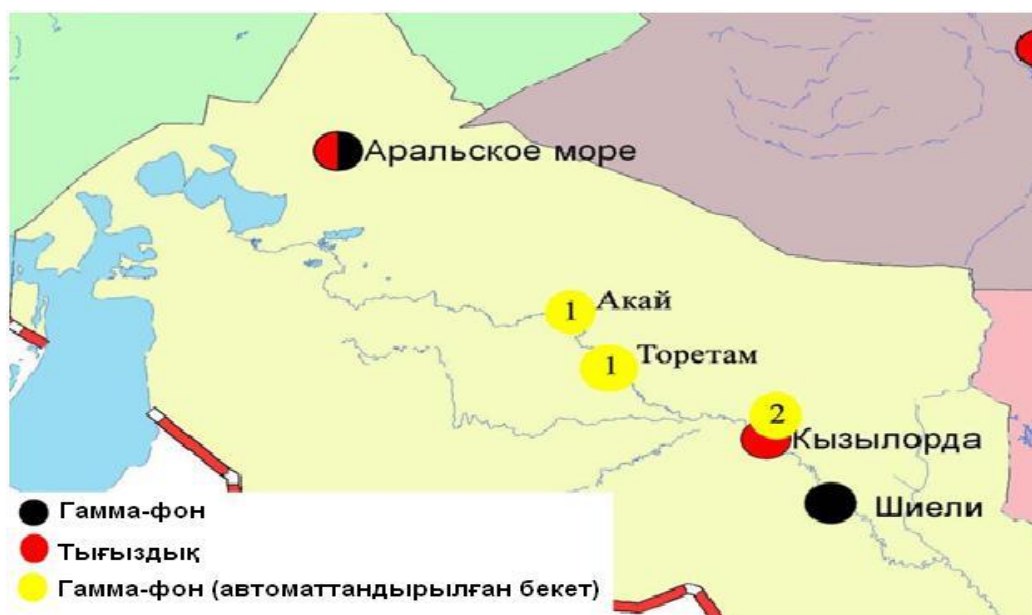 Аральское море
1 Акай
1 Торетам
2
Кызылорда
Шиели
Гамма-фон
Тығыздық
Гамма-фон (автоматтандырылған бекет)